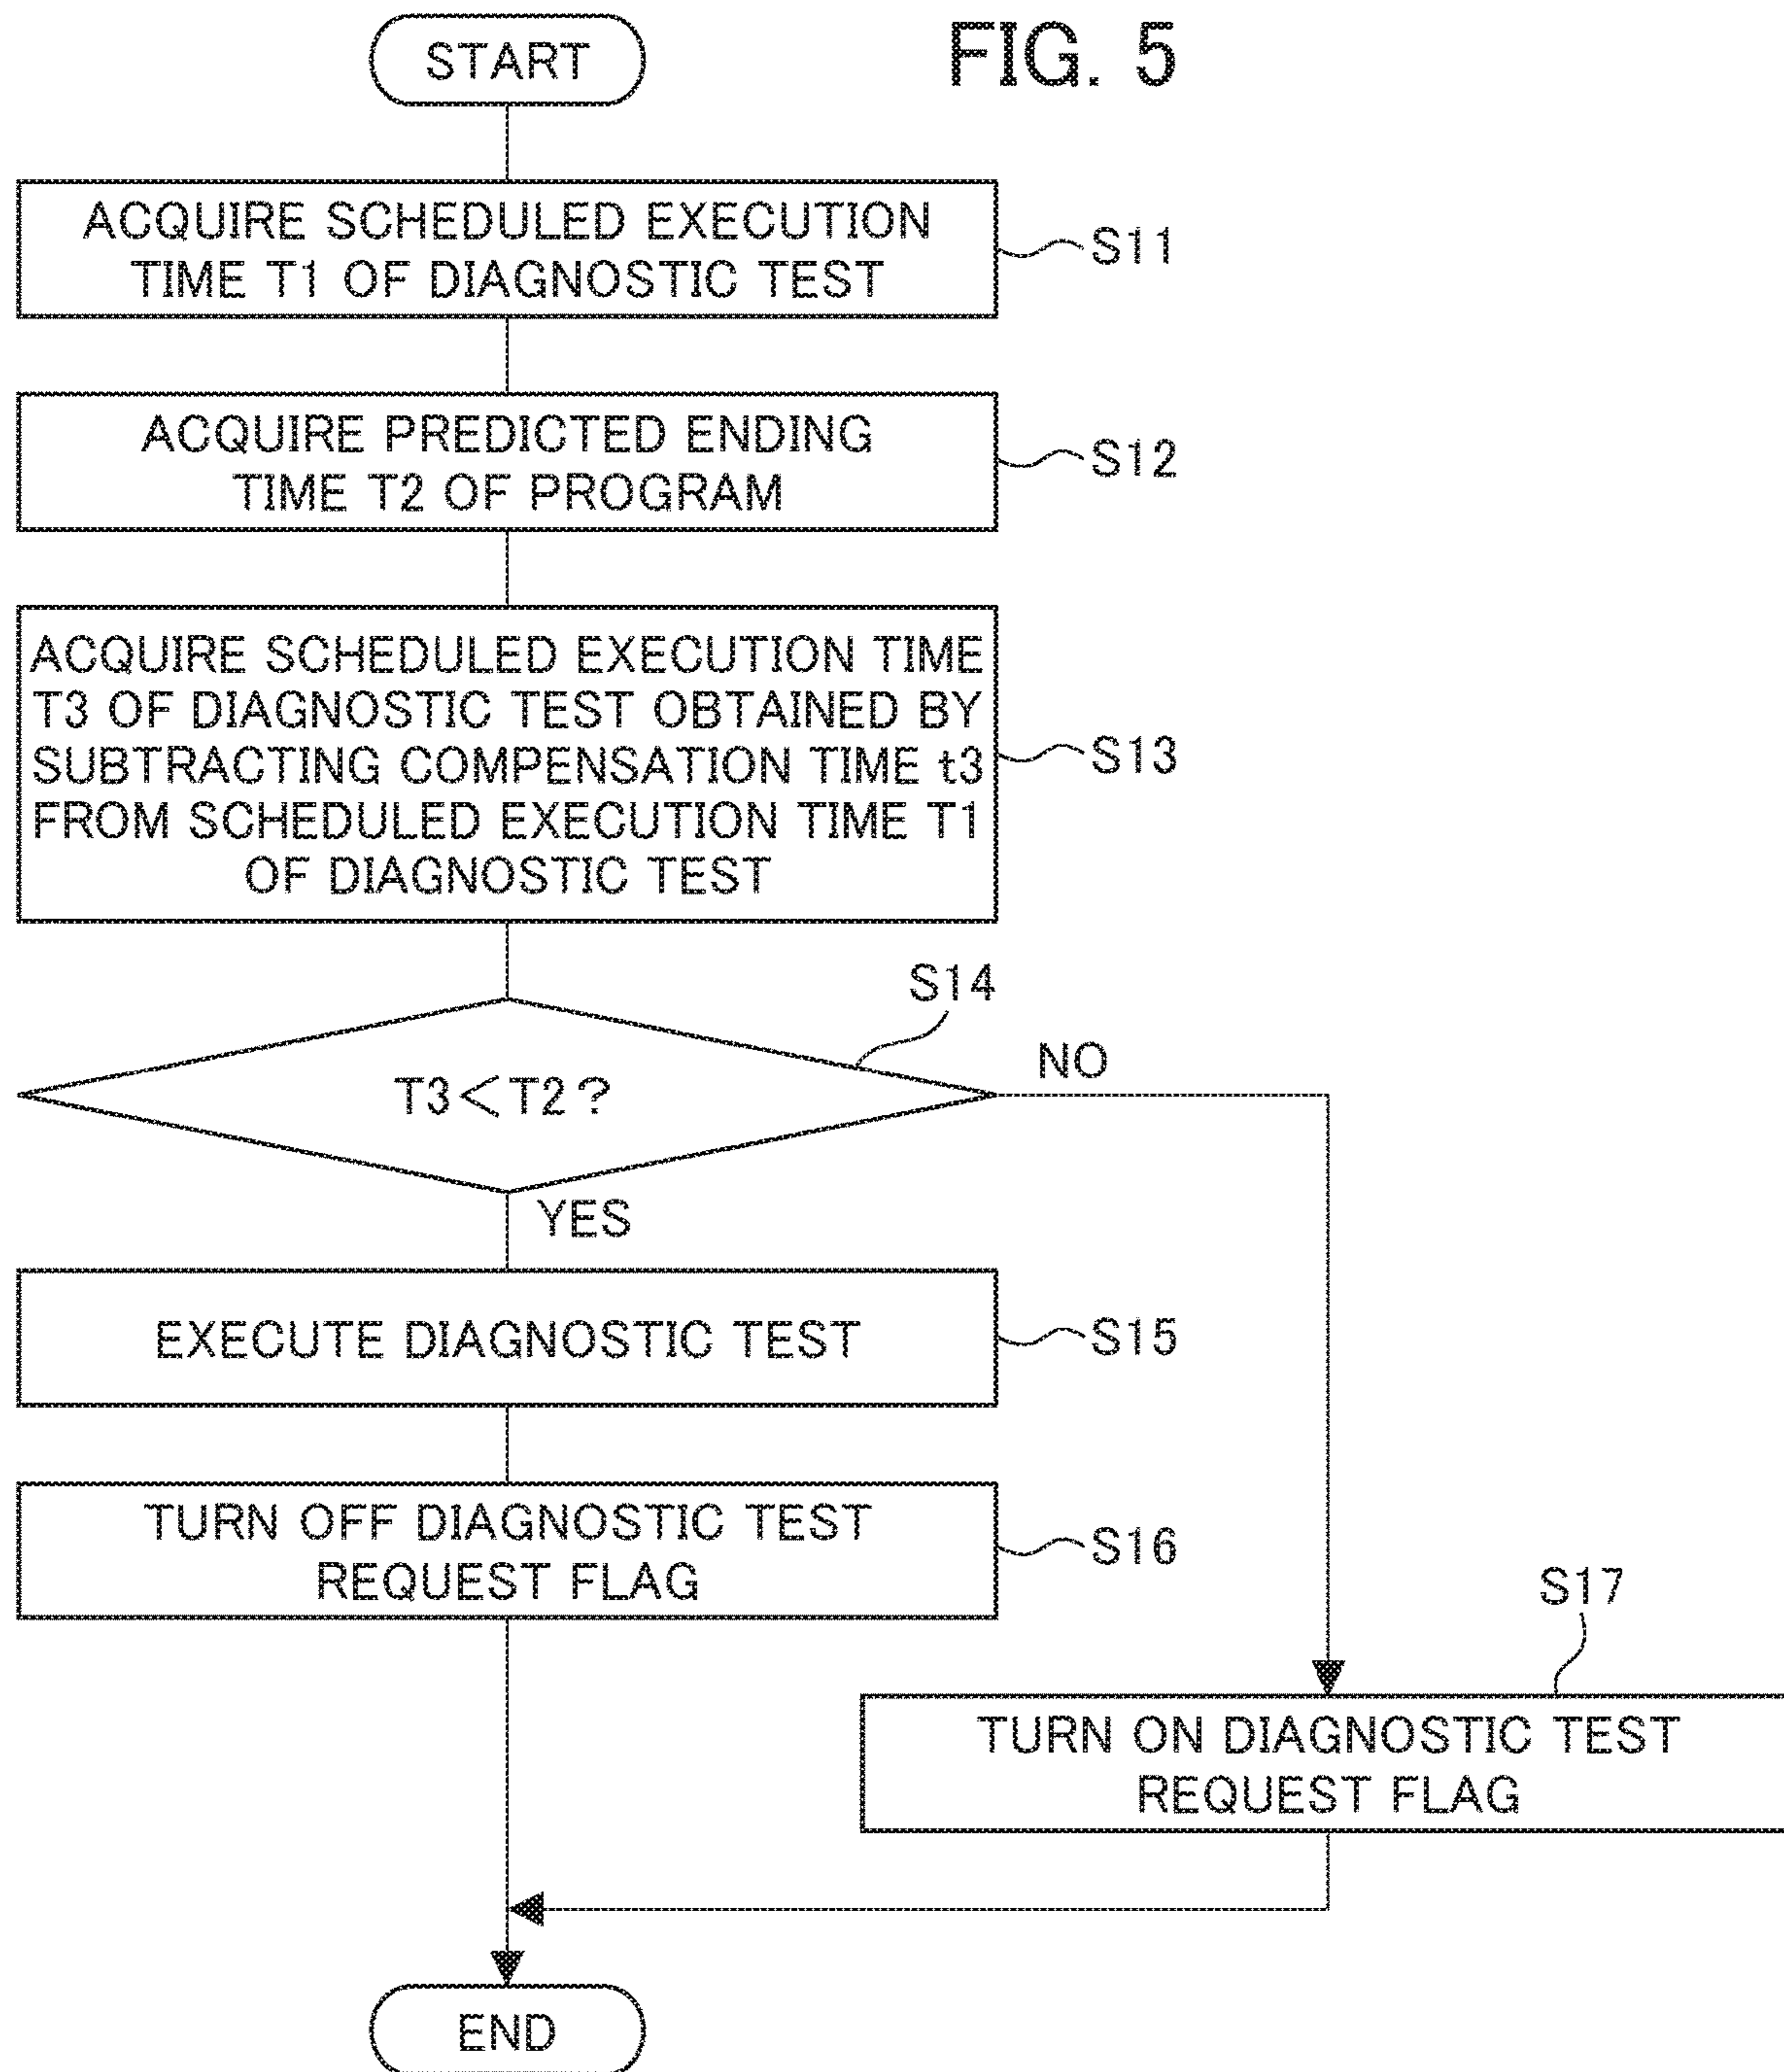 START
FIG. 5
ACQUIRE SCHEDULED EXECUTION
TIME T1 OF DIAGNOSTIC TEST
S11
ACQUIRE PREDICTED ENDING
TIME T2 OF PROGRAM
S12
ACQUIRE SCHEDULED EXECUTION TIME
T3 OF DIAGNOSTIC TEST OBTAINED BY
SUBTRACTING COMPENSATION TIME t3
FROM SCHEDULED EXECUTION TIME T1
OF DIAGNOSTIC TEST
S13
S14
T3<T2?
NO
YES
EXECUTE DIAGNOSTIC TEST
S15
TURN OFF DIAGNOSTIC TEST
REQUEST FLAG
S16
S17
TURN ON DIAGNOSTIC TEST
REQUEST FLAG
END